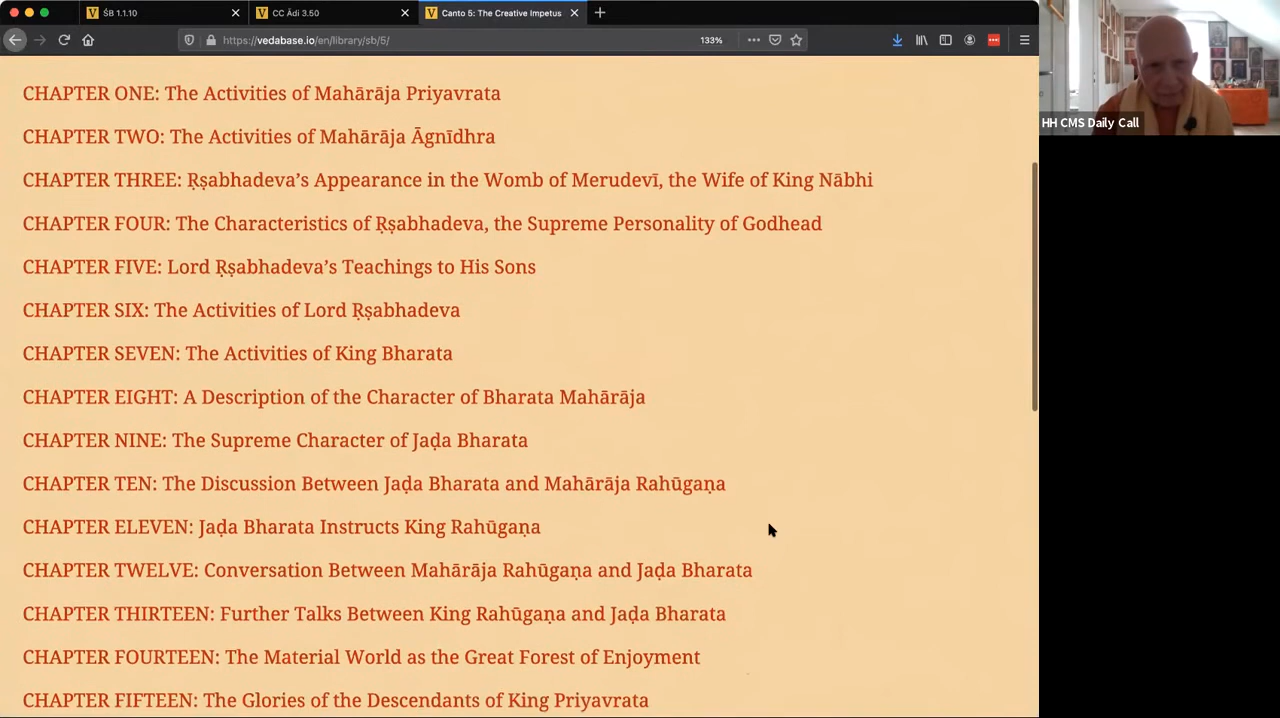 ŚB 1.1.10
CC Ādi 3.50
Canto 5: The Creative Impetus
https://vedabase.io/en/library/sb/5/
133%
HH CMS Daily Call
CHAPTER ONE: The Activities of Mahārāja Priyavrata
CHAPTER TWO: The Activities of Mahārāja Āgnīdhra
CHAPTER THREE: Ṛṣabhadeva’s Appearance in the Womb of Merudevī, the Wife of King Nābhi
CHAPTER FOUR: The Characteristics of Ṛṣabhadeva, the Supreme Personality of Godhead
CHAPTER FIVE: Lord Ṛṣabhadeva’s Teachings to His Sons
CHAPTER SIX: The Activities of Lord Ṛṣabhadeva
CHAPTER SEVEN: The Activities of King Bharata
CHAPTER EIGHT: A Description of the Character of Bharata Mahārāja
CHAPTER NINE: The Supreme Character of Jaḍa Bharata
CHAPTER TEN: The Discussion Between Jaḍa Bharata and Mahārāja Rahūgaṇa
CHAPTER ELEVEN: Jaḍa Bharata Instructs King Rahūgaṇa
CHAPTER TWELVE: Conversation Between Mahārāja Rahūgaṇa and Jaḍa Bharata
CHAPTER THIRTEEN: Further Talks Between King Rahūgaṇa and Jaḍa Bharata
CHAPTER FOURTEEN: The Material World as the Great Forest of Enjoyment
CHAPTER FIFTEEN: The Glories of the Descendants of King Priyavrata